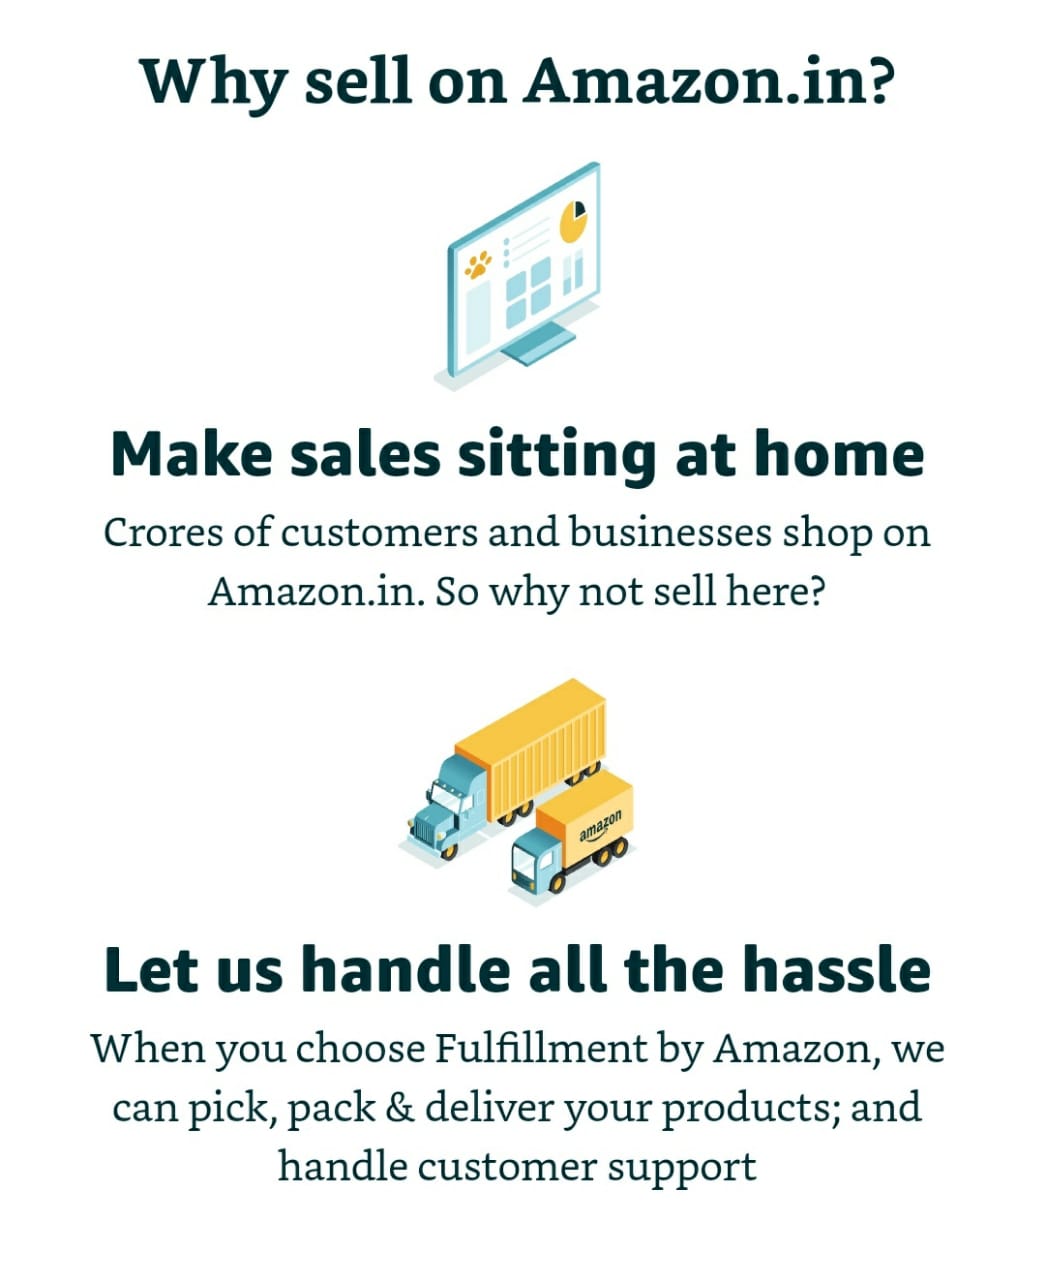 Why sell on Amazon.in?
Make sales sitting at home
Crores of customers and businesses shop on
Amazon.in. So why not sell here?
amazon
Let us handle all the hassle
When you choose Fulfillment by Amazon, we
can pick, pack & deliver your products; and
handle customer support